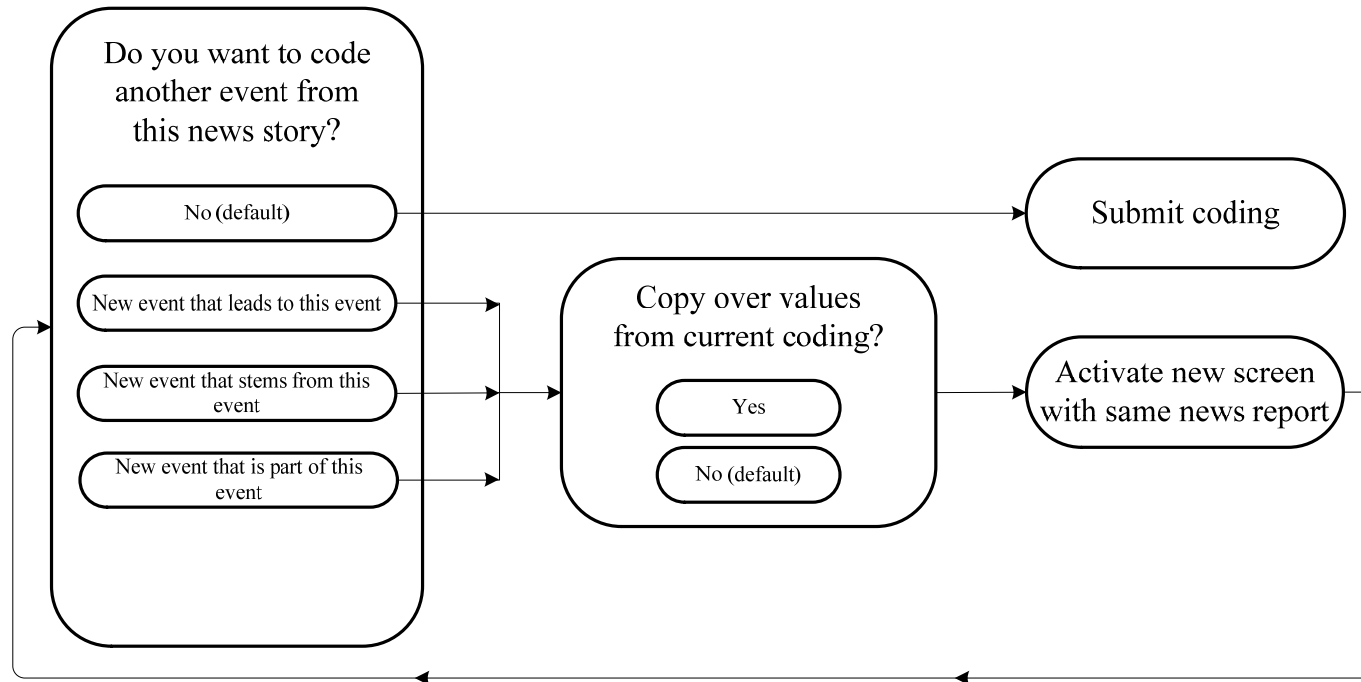 Do you want to code
another event from
this news story?
No (default)
New event that leads to this event
New event that stems from this
event
New event that is part of this
event
Copy over values
from current coding?
Yes
No (default)
Submit coding
Activate new screen
with same news report